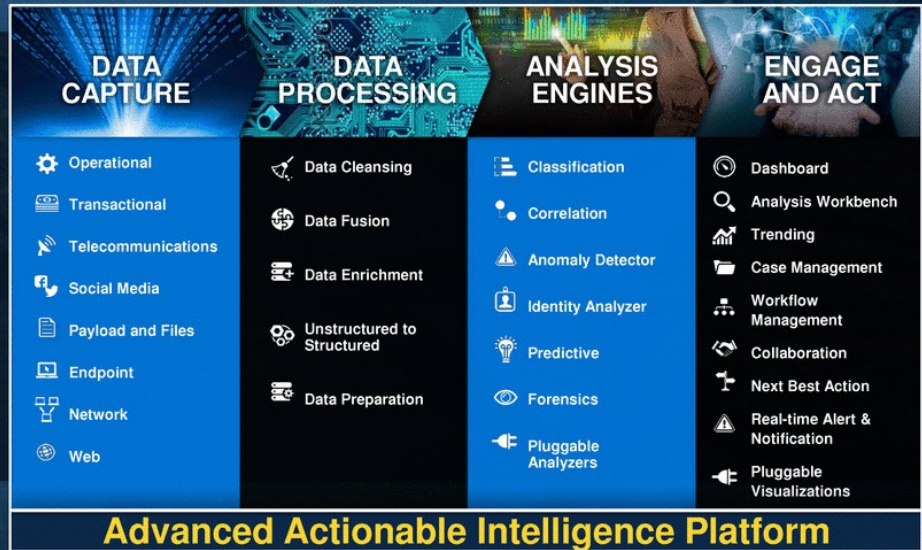 DATA
CAPTURE
Operational
Transactional
Telecommunications
Social Media
Payload and Files
Endpoint
Network
Web
DATA
PROCESSING
Data Cleansing
Data Fusion
Data Enrichment
Unstructured to
Structured
Data Preparation
ANALYSIS
ENGINES
Classification
Correlation
Anomaly Detector
Identity Analyzer
Predictive
Forensics
Pluggable
Analyzers
ENGAGE
AND ACT
Dashboard
Analysis Workbench
Trending
Case Management
Workflow
Management
Collaboration
Next Best Action
Real-time Alert &
Notification
Pluggable
Visualizations
Advanced Actionable Intelligence Platform